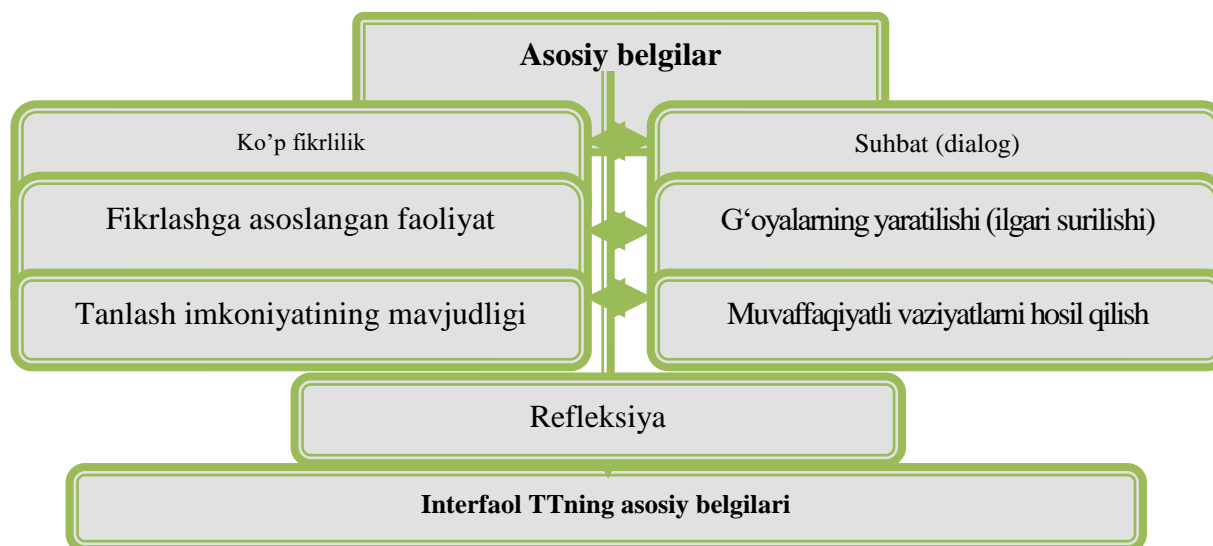 Asosiy belgilar
Ko’p fikrlilik
Suhbat (dialog)
Fikrlashga asoslangan faoliyat
G‘oyalarning yaratilishi (ilgari surilishi)
Tanlash imkoniyatining mavjudligi
Muvaffaqiyatli vaziyatlarni hosil qilish
Refleksiya
Interfaol TTning asosiy belgilari